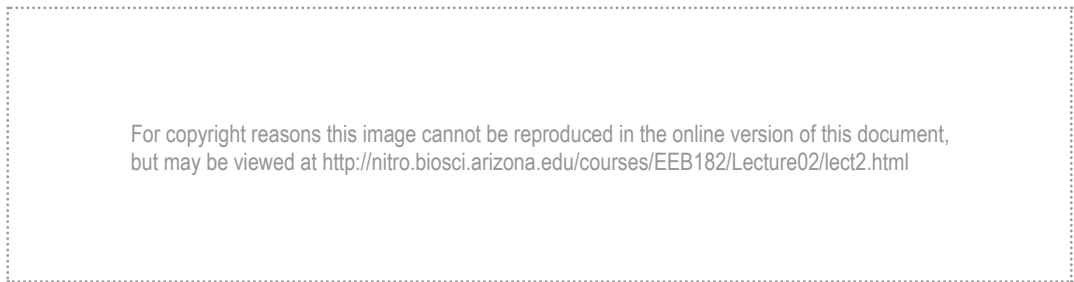 For copyright reasons this image cannot be reproduced in the online version of this document,
but may be viewed at http://nitro.biosci.arizona.edu/courses/EEB182/Lecture02/lect2.html